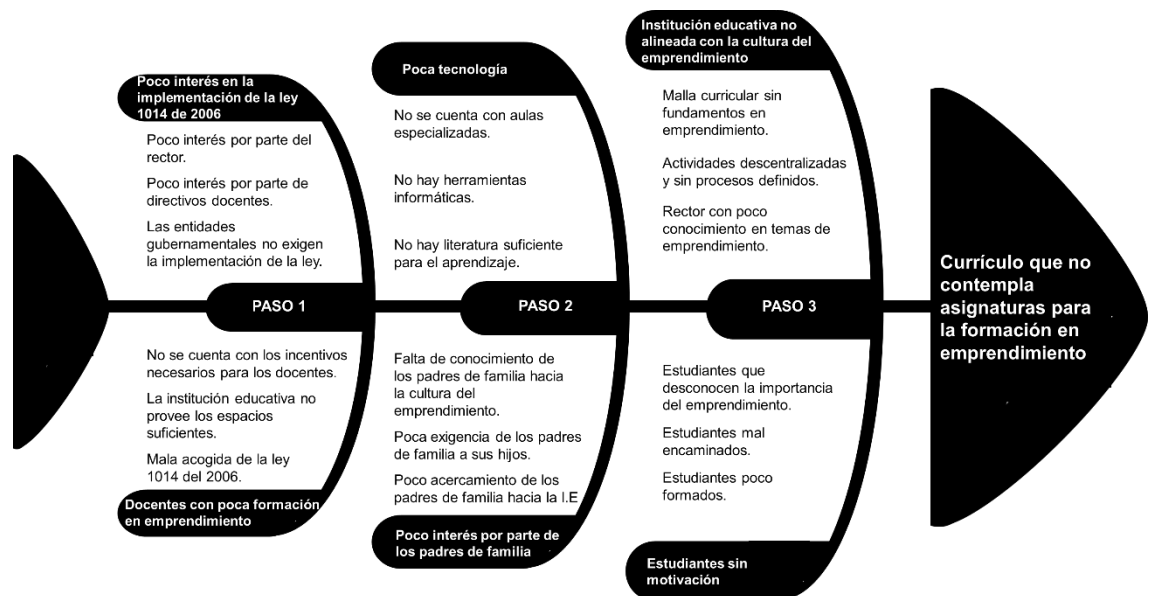 Poco interés en la
implementación de la ley
1014 de 2006
Poco interés por parte del
rector.
Poco interés por parte de
directivos docentes.
Las entidades
gubernamentales no exigen
la implementación de la ley.
PASO 1
No se cuenta con los incentivos
necesarios para los docentes.
La institución educativa no
provee los espacios
suficientes.
Mala acogida de la ley
1014 del 2006.
Docentes con poca formación
en emprendimiento
Poca tecnología
No se cuenta con aulas
especializadas.
No hay herramientas
informáticas.
No hay literatura suficiente
para el aprendizaje.
PASO 2
Falta de conocimiento de
los padres de familia hacia
la cultura del
emprendimiento.
Poca exigencia de los padres
de familia a sus hijos.
Poco acercamiento de los
padres de familia hacia la I.E
Poco interés por parte de
los padres de familia
Institución educativa no
alineada con la cultura del
emprendimiento
Malla curricular sin
fundamentos en
emprendimiento.
Actividades descentralizadas
y sin procesos definidos.
Rector con poco
conocimiento en temas de
emprendimiento.
PASO 3
Estudiantes que
desconocen la importancia
del emprendimiento.
Estudiantes mal
encaminados.
Estudiantes poco
formados.
Estudiantes sin
motivación
Currículo que no
contempla
asignaturas para
la formación en
emprendimiento